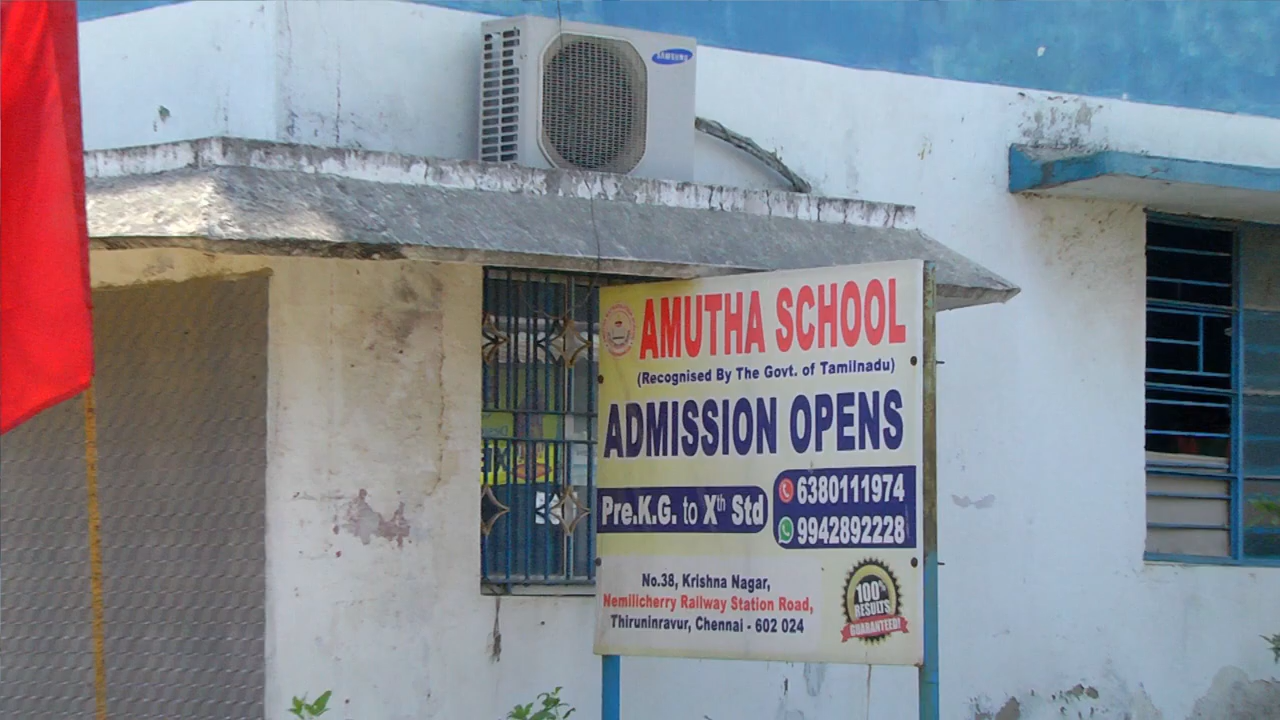 SAMSUNG
AMUTHA SCHOOL
(Recognised By The Govt. of Tamilnadu)
ADMISSION OPENS
Pre.K.G. to Xth Std
6380111974
9942892228
No.38, Krishna Nagar,
Nemilicherry Railway Station Road,
Thiruninravur, Chennai - 602 024
100%
RESULTS
GUARANTEED!